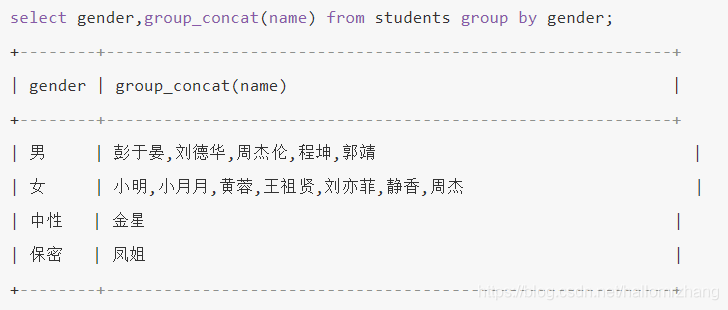 select gender,group_concat(name) from students group by gender;
+--------+-----------------------------------------------------------+
| gender | group_concat(name) |
+--------+-----------------------------------------------------------+
| 男 | 彭于晏,刘德华,周杰伦,程坤,郭靖 |
| 女 | 小明,小月月,黄蓉,王祖贤,刘亦菲,静香,周杰 |
| 中性 | 金星 |
| 保密 | 凤姐 |
+--------+-----------------------------------------------------------+
https://blog.csdn.net/hallomrzhang